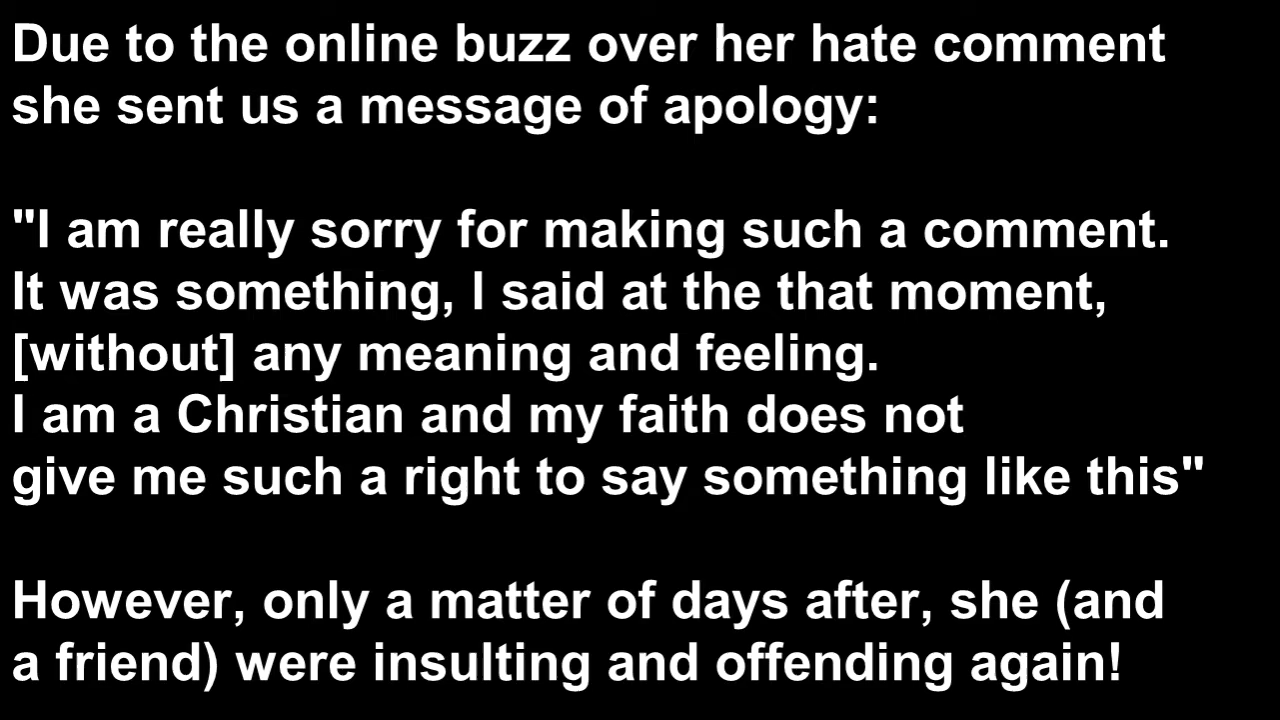 Due to the online buzz over her hate comment
she sent us a message of apology:
"I am really sorry for making such a comment.
It was something, I said at the that moment,
[without] any meaning and feeling.
I am a Christian and my faith does not
give me such a right to say something like this"
However, only a matter of days after, she (and
a friend) were insulting and offending again!